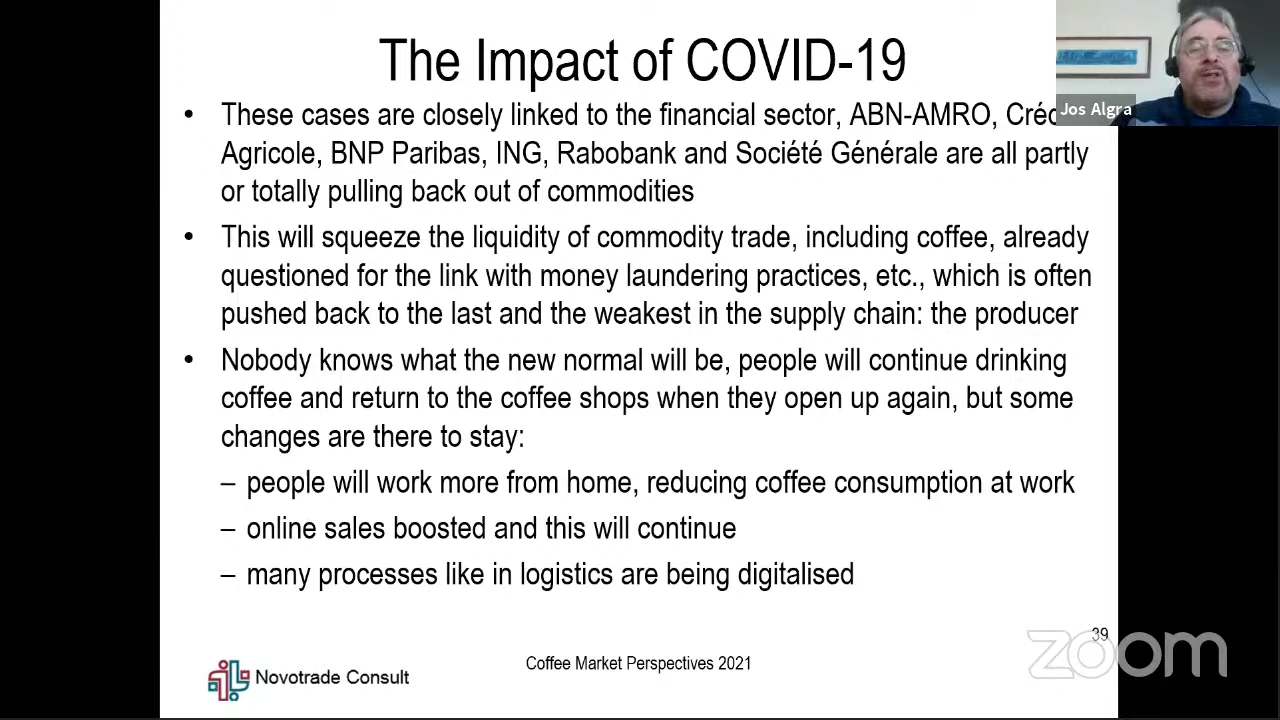 The Impact of COVID-19
• These cases are closely linked to the financial sector, ABN-AMRO,
Agricole, BNP Paribas, ING, Rabobank and Société Générale are all partly
or totally pulling back out of commodities
• This will squeeze the liquidity of commodity trade, including coffee, already
questioned for the link with money laundering practices, etc., which is often
pushed back to the last and the weakest in the supply chain: the producer
• Nobody knows what the new normal will be, people will continue drinking
coffee and return to the coffee shops when they open up again, but some
changes are there to stay:
– people will work more from home, reducing coffee consumption at work
– online sales boosted and this will continue
– many processes like in logistics are being digitalised
Jos Algra
39
Novotrade Consult
Coffee Market Perspectives 2021
zoom